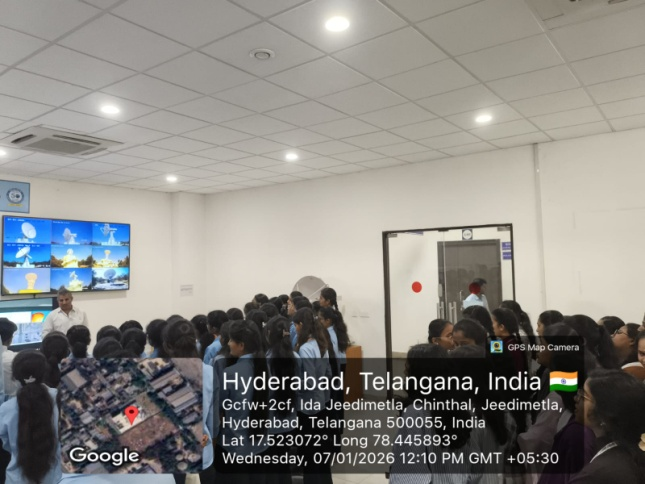 GPS Map Camera
Hyderabad, Telangana, India
Gcfw+2cf, Ida Jeedimetla, Chinthal, Jeedimetla,
Hyderabad, Telangana 500055, India
Lat 17.523072° Long 78.445893°
Wednesday, 07/01/2026 12:10 PM GMT +05:30
Google